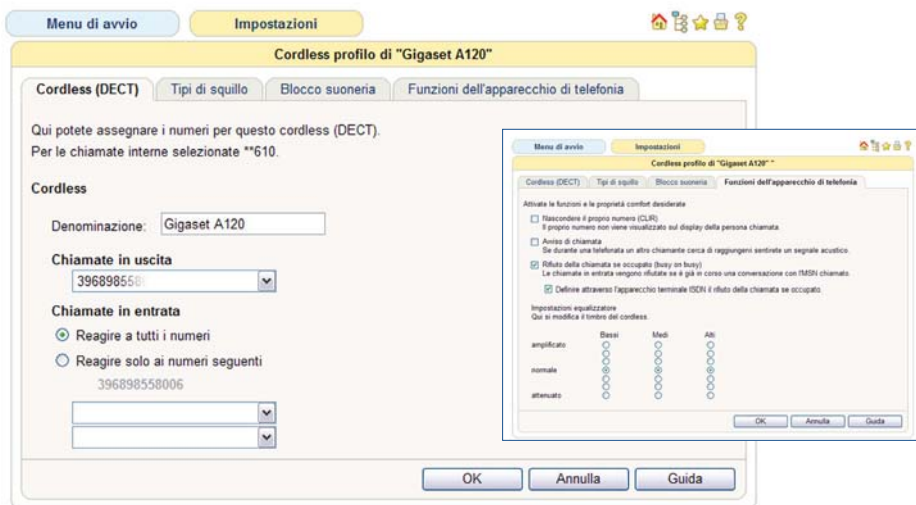 Menu di avvio Impostazioni
Cordless profilo di "Gigaset A120"
Cordless (DECT) Tipi di squillo Blocco suoneria Funzioni dell'apparecchio di telefonia
Qui potete assegnare i numeri per questo cordless (DECT).
Per le chiamate interne selezionate **610.
Cordless
Denominazione: Gigaset A120
Chiamate in uscita
Chiamate in entrata
Reagire a tutti i numeri
Reagire solo ai numeri seguenti
396898558006
OK Annulla Guida
Menu di avvio Impostazioni
Cordless profilo di "Gigaset A120" "
Cordless (DECT) Tipi di squillo Blocco suoneria Funzioni dell'apparecchio di telefonia
Attivate le funzioni e le proprietà comfort desiderate
Nascondere il proprio numero (CLIR)
Il proprio numero non viene visualizzato sul display della persona chiamata.
Avviso di chiamata
Se durante una telefonata un altro chiamante cerca di raggiungervi sentirete un segnale acustico.
Rifiuto della chiamata se occupato (busy on busy)
Le chiamate in entrata vengono rifiutate se è già in corso una conversazione con l'MSN chiamato.
Definire attraverso l'apparecchio terminale ISDN il rifiuto della chiamata se occupato.
Impostazioni equalizzatore
Qui si modifica il timbro del cordless.
Bassi Medi Alti
amplificato
normale
attenuato
OK Annulla Guida